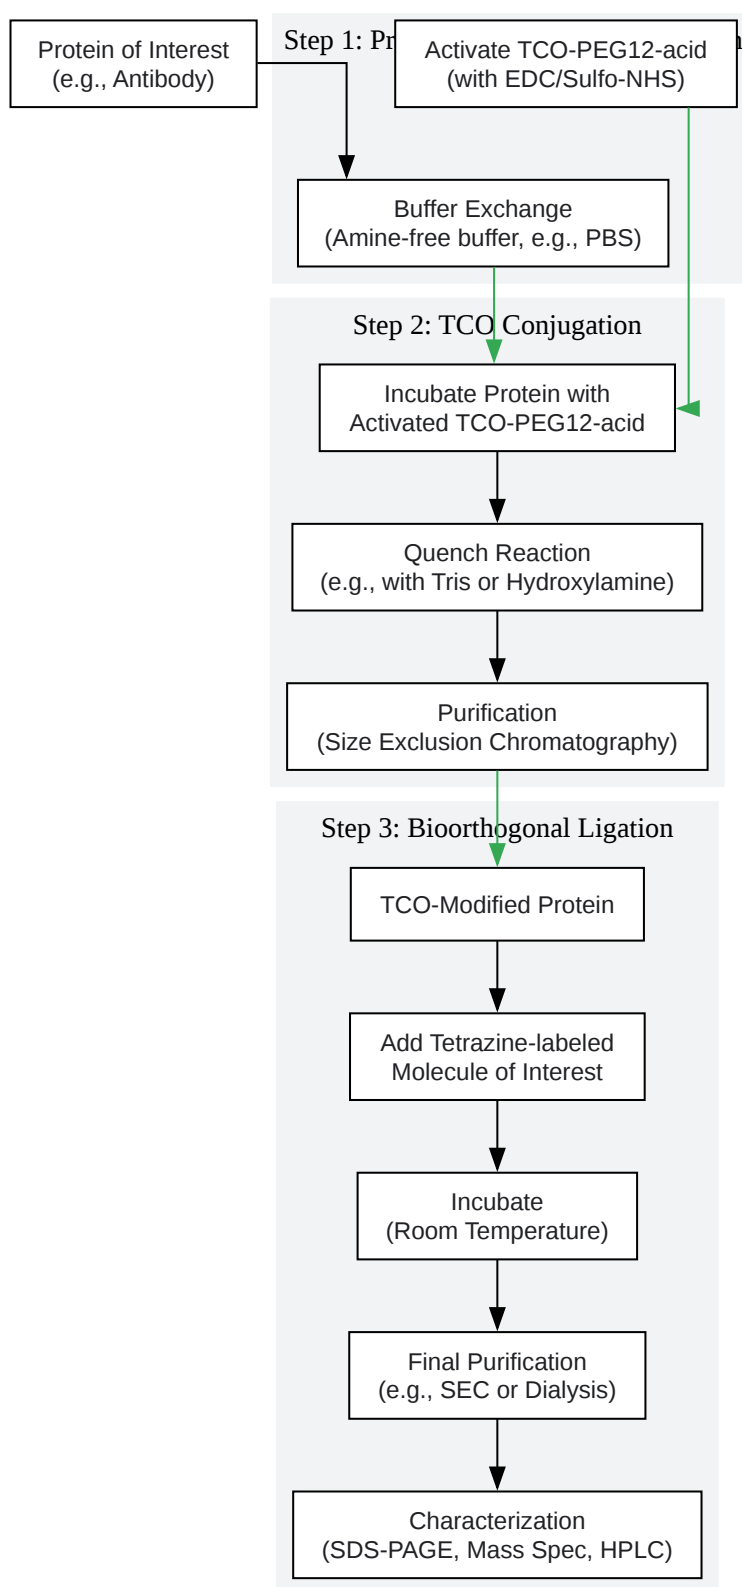 Protein of Interest
(e.g., Antibody)
Step 1:
Activate TCO-PEG12-acid
(with EDC/Sulfo-NHS)
Buffer Exchange
(Amine-free buffer, e.g., PBS)
Step 2: TCO Conjugation
Incubate Protein with
Activated TCO-PEG12-acid
Quench Reaction
(e.g., with Tris or Hydroxylamine)
Purification
(Size Exclusion Chromatography)
Step 3: Bioorthogonal Ligation
TCO-Modified Protein
Add Tetrazine-labeled
Molecule of Interest
Incubate
(Room Temperature)
Final Purification
(e.g., SEC or Dialysis)
Characterization
(SDS-PAGE, Mass Spec, HPLC)